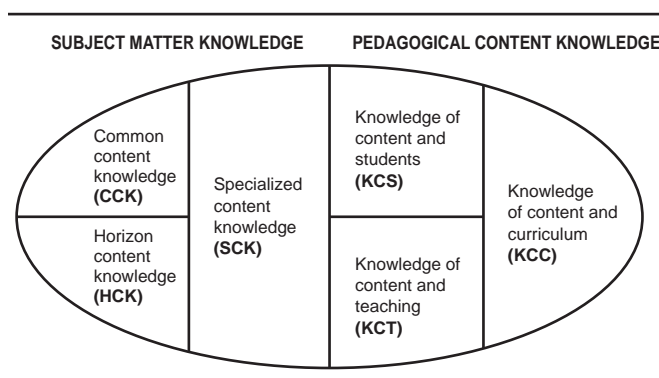 SUBJECT MATTER KNOWLEDGE
PEDAGOGICAL CONTENT KNOWLEDGE
Common
content
knowledge
(CCK)
Horizon
content
knowledge
(HCK)
Specialized
content
knowledge
(SCK)
Knowledge of
content and
students
(KCS)
Knowledge of
content and
teaching
(KCT)
Knowledge
of content and
curriculum
(KCC)